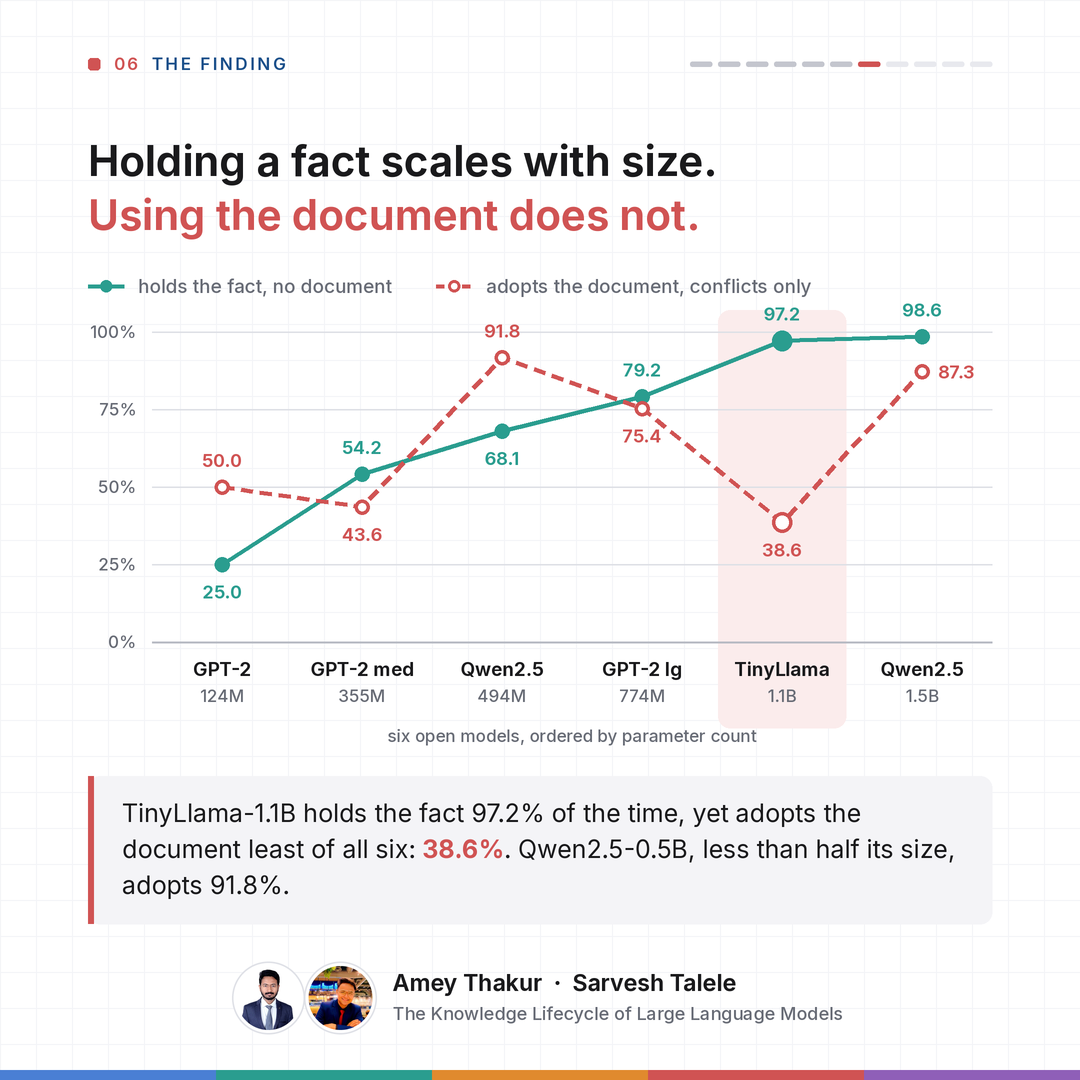 06 THE FINDING
Holding a fact scales with size.
Using the document does not.
holds the fact, no document
adopts the document, conflicts only
100%
75%
50%
25%
0%
50.0
25.0
54.2
43.6
91.8
68.1
79.2
75.4
97.2
38.6
98.6
87.3
GPT-2
124M
GPT-2 med
355M
Qwen2.5
494M
GPT-2 lg
774M
TinyLlama
1.1B
Qwen2.5
1.5B
six open models, ordered by parameter count
TinyLlama-1.1B holds the fact 97.2% of the time, yet adopts the
document least of all six: 38.6%. Qwen2.5-0.5B, less than half its size,
adopts 91.8%.
Amey Thakur · Sarvesh Talele
The Knowledge Lifecycle of Large Language Models